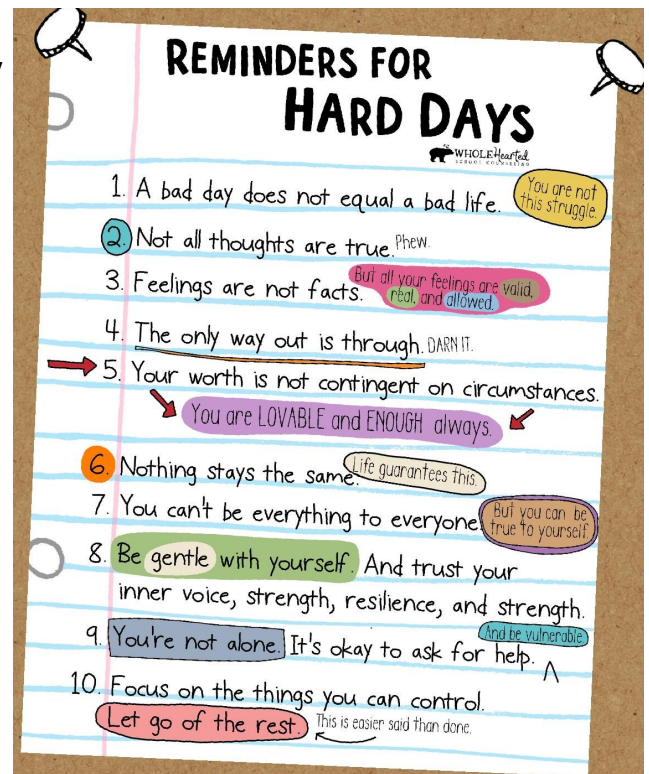 REMINDERS FOR
HARD DAYS
WHOLEHearted
SCHOOL COUNSELING
1. A bad day does not equal a bad life.
You are not
this struggle.
2. Not all thoughts are true. Phew.
3. Feelings are not facts.
But all your feelings are valid,
real, and allowed.
4. The only way out is through. DARN IT.
5. Your worth is not contingent on circumstances.
You are LOVABLE and ENOUGH always.
6. Nothing stays the same. Life guarantees this.
7. You can't be everything to everyone
But you can be
true to yourself.
8. Be gentle with yourself. And trust your
inner voice, strength, resilience, and strength.
And be vulnerable
9. You're not alone. It's okay to ask for help.
10. Focus on the things you can control.
Let go of the rest. This is easier said than done.